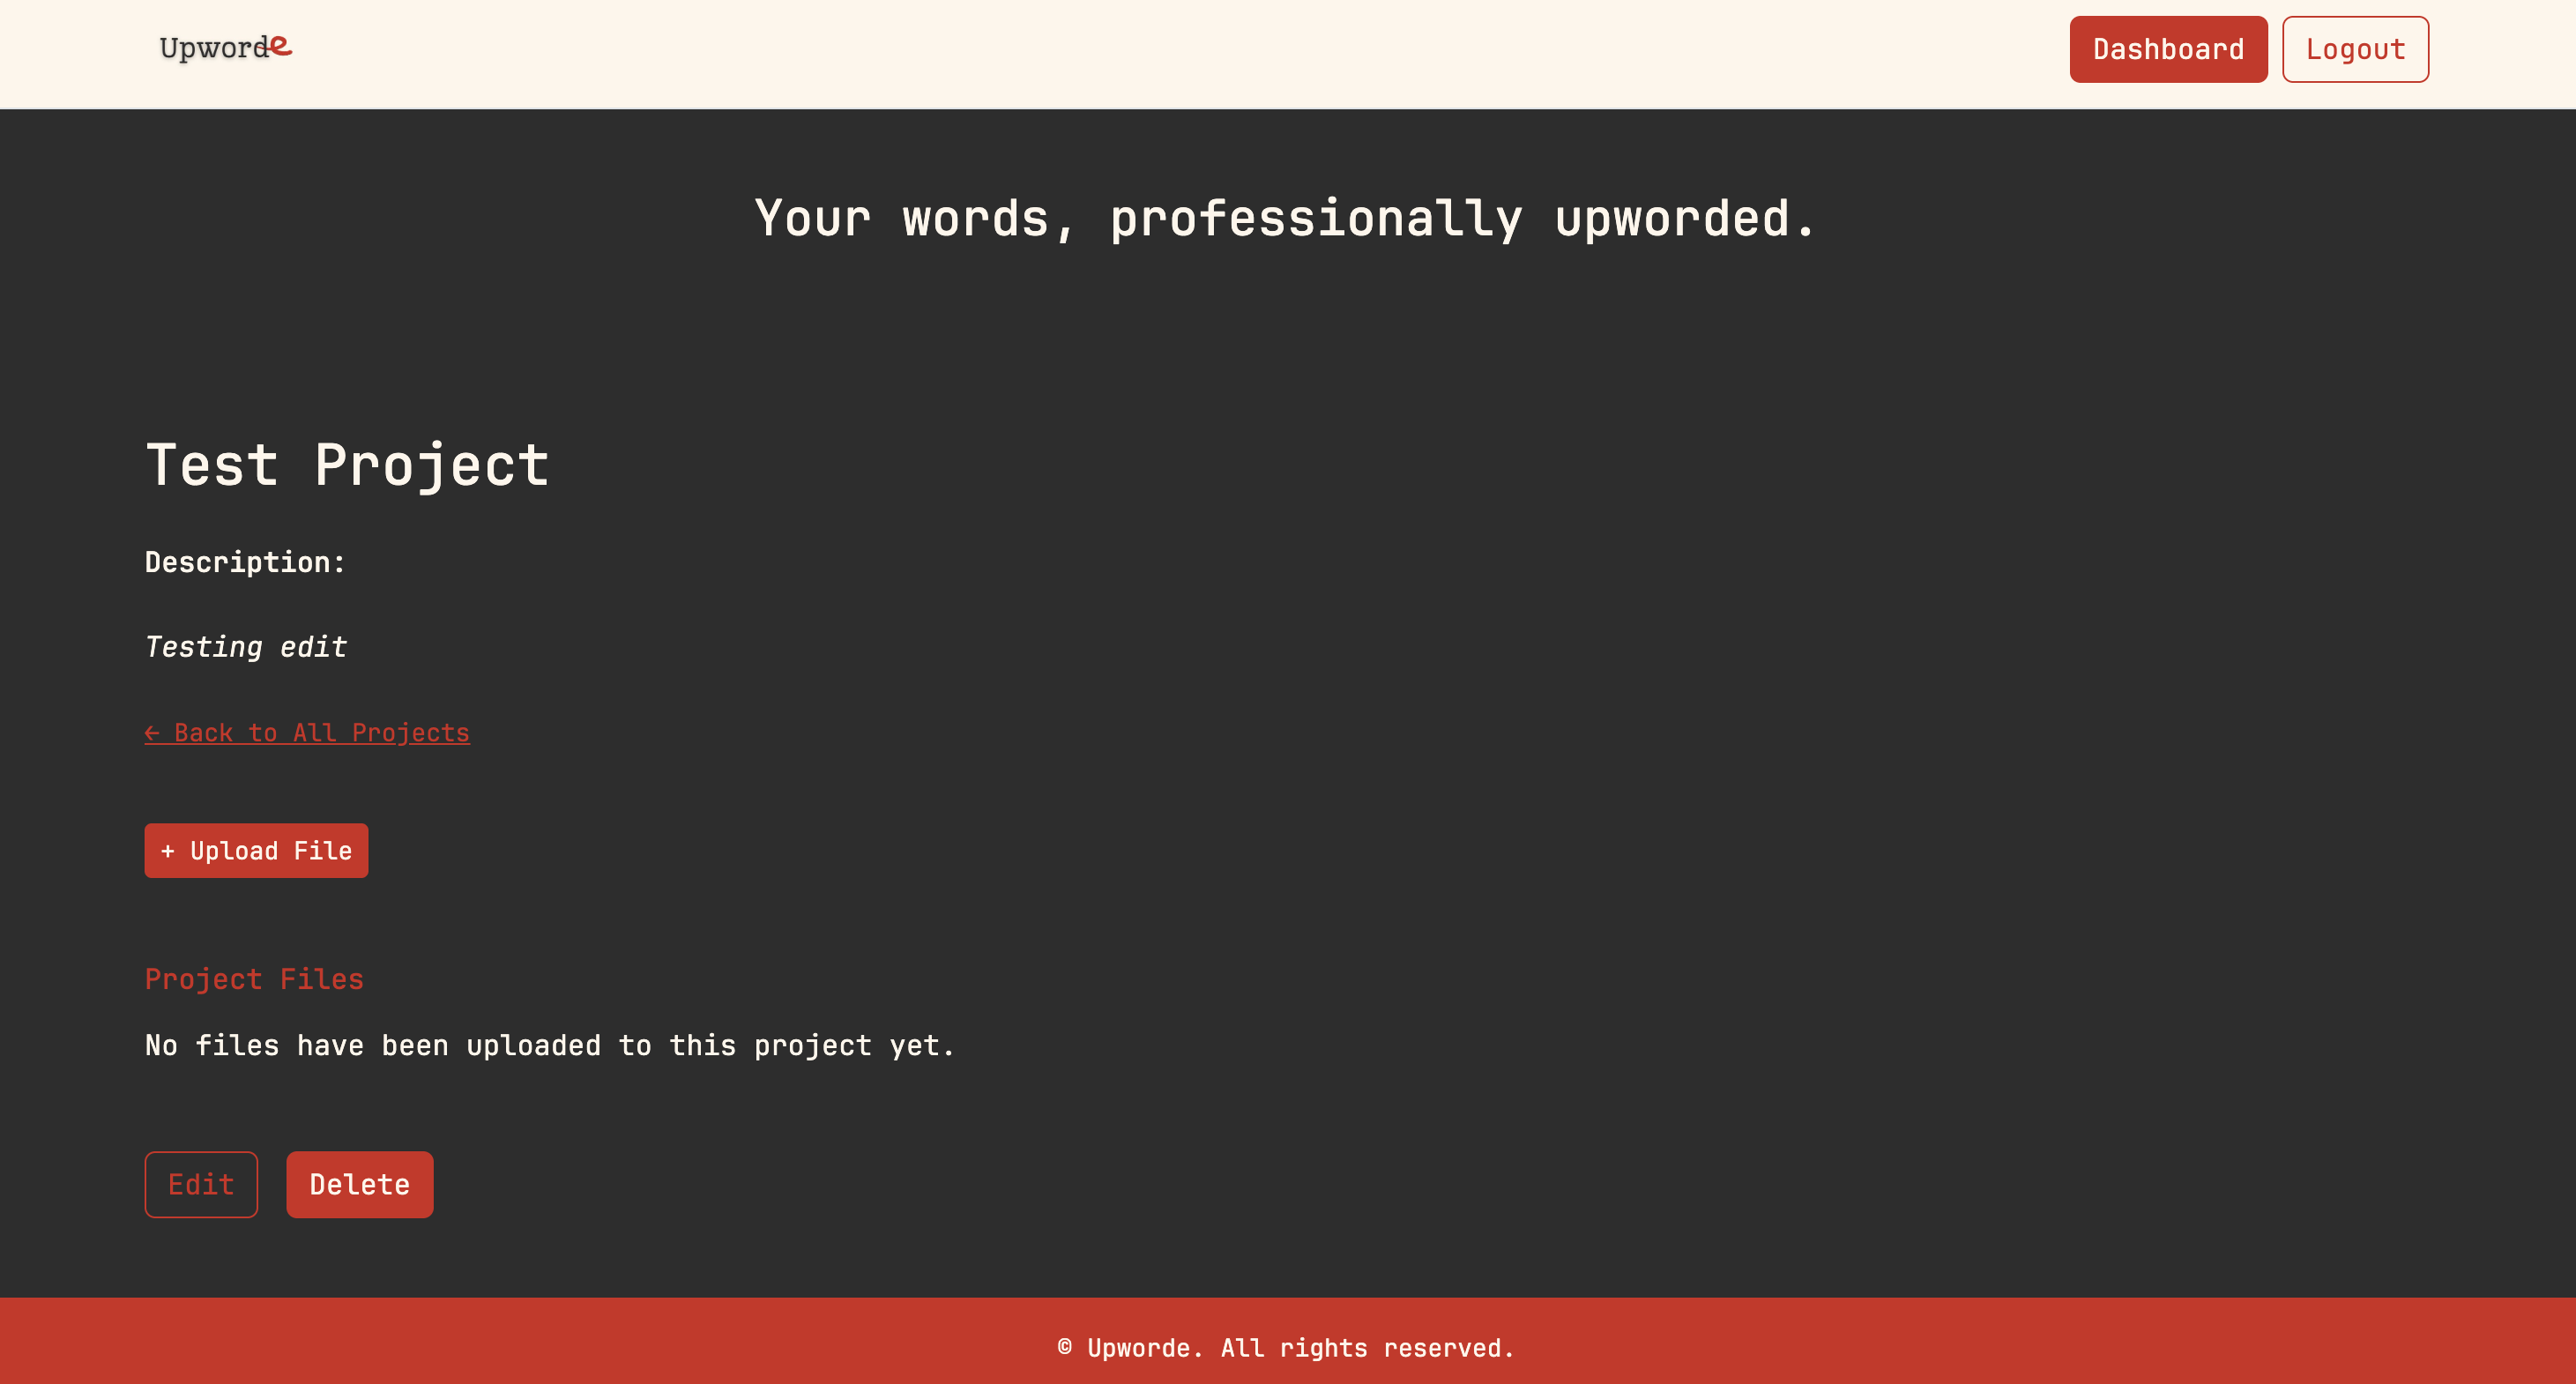 Upworde
Dashboard
Logout
Your words, professionally upworded.
Test Project
Description:
Testing edit
← Back to All Projects
+ Upload File
Project Files
No files have been uploaded to this project yet.
Edit
Delete
© Upworde. All rights reserved.